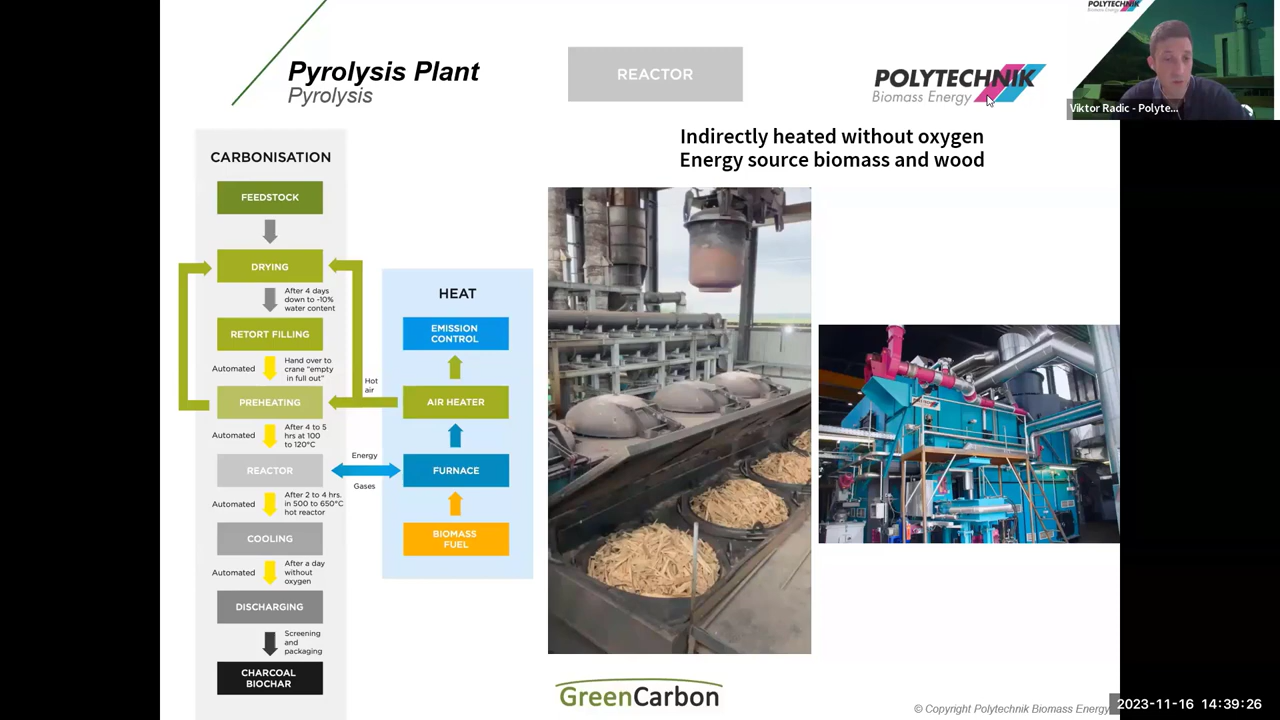 Pyrolysis Plant
Pyrolysis
REACTOR
POLYTECHNIK
Biomass Energy
POLYTECHNIK
Viktor Radic - Polyte...
Indirectly heated without oxygen
Energy source biomass and wood
CARBONISATION
FEEDSTOCK
DRYING
After 4 days
down to -10%
water content
RETORT FILLING
Automated
Hand over to
crane "empty
in full out"
PREHEATING
Automated
After 4 to 5
hrs at 100
to 120°C
REACTOR
Automated
After 2 to 4 hrs.
in 500 to 650°C
hot reactor
COOLING
Automated
After a day
without
oxygen
DISCHARGING
Screening
and
packaging
CHARCOAL
BIOCHAR
HEAT
EMISSION
CONTROL
Hot
air
AIR HEATER
Energy
Gases
FURNACE
BIOMASS
FUEL
GreenCarbon
© Copyright Polytechnik Biomass Energy
2023-11-16 14:39:26